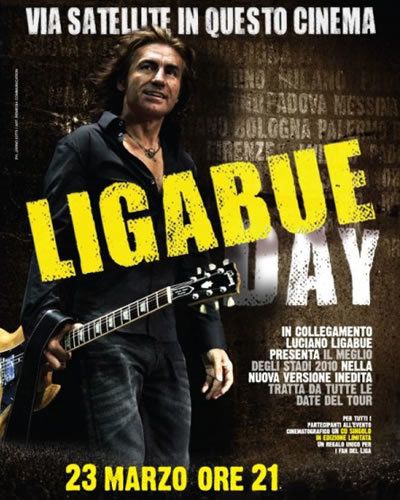 VIA SATELLITE IN QUESTO CINEMA
PADOVA MESSINA
BOLOGNA PALERMO
FIRENZE
LIGABUE
DAY
IN COLLEGAMENTO
LUCIANO LIGABUE
PRESENTA IL MEGLIO
DEGLI STADI 2010 NELLA
NUOVA VERSIONE INEDITA
TRATTA DA TUTTE LE
DATE DEL TOUR
PER TUTTI I
PARTECIPANTI ALL'EVENTO
CINEMATOGRAFICO UN CD SINGOLO
IN EDIZIONE LIMITATA
UN REGALO UNICO PER
I FAN DEL LIGA
23 MARZO ORE 21